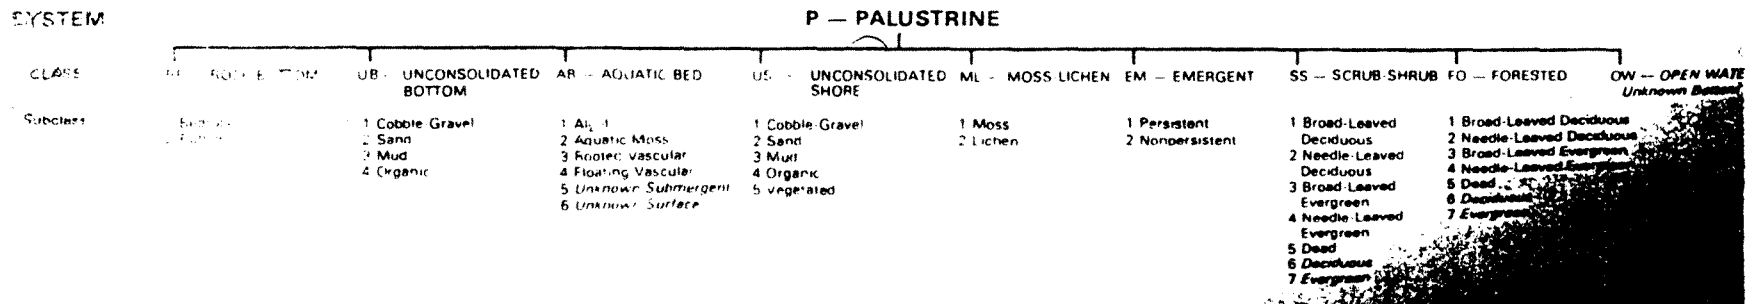 SYSTEM
P — PALUSTRINE
CLASS
UB - UNCONSOLIDATED BOTTOM
AB — AQUATIC BED
US - UNCONSOLIDATED SHORE
ML - MOSS LICHEN
EM — EMERGENT
SS — SCRUB-SHRUB
FO — FORESTED
OW — OPEN WATE
Unknown Bottom
Subclass
1 Cobble-Gravel
2 Sand
3 Mud
4 Organic
1
2 Aquatic Moss
3 Rooted Vascular
4 Floating Vascular
5 Unknown Submergent
6 Unknown Surface
1 Cobble-Gravel
2 Sand
3 Mud
4 Organic
5 Vegetated
1 Moss
2 Lichen
1 Persistent
2 Nonpersistent
1 Broad-Leaved
Deciduous
2 Needle-Leaved
Deciduous
3 Broad-Leaved
Evergreen
4 Needle-Leaved
Evergreen
5 Dead
6 Deciduous
7 Evergreen
1 Broad-Leaved Deciduous
2 Needle-Leaved Deciduous
3 Broad-Leaved Evergreen
4 Needle-Leaved Evergreen
5 Dead
6 Deciduous
7 Evergreen